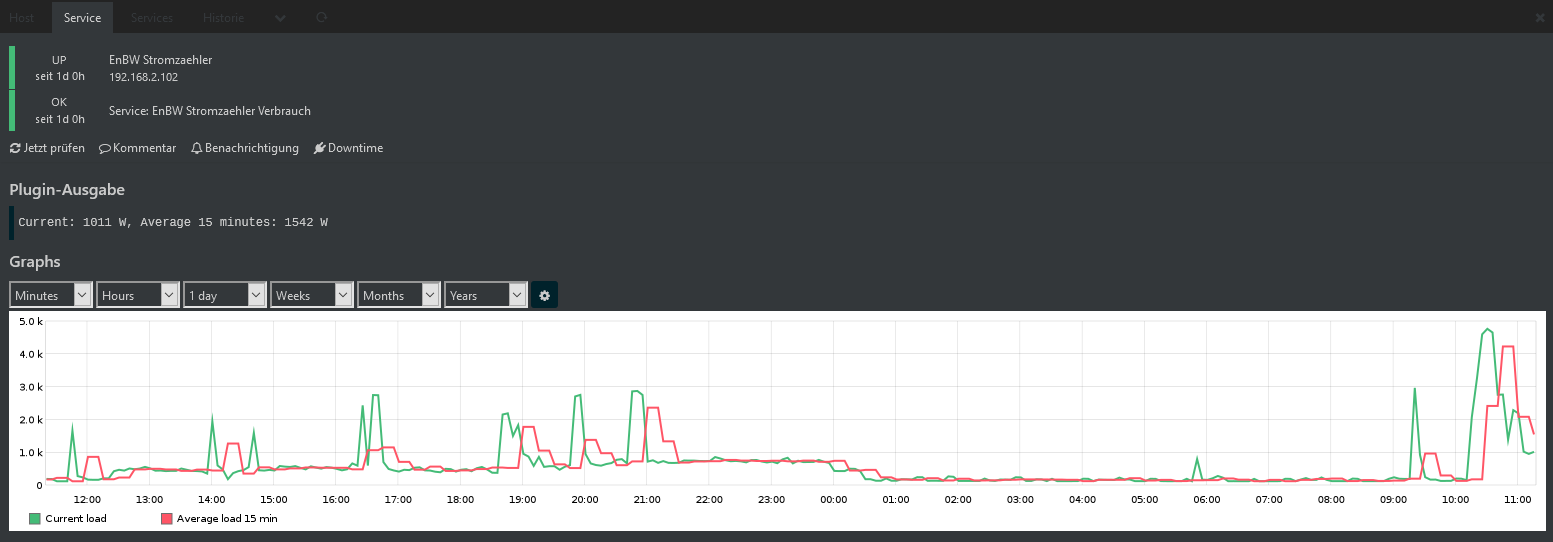 Host Service Services Historie
UP EnBW Stromzaehler
seit 1d 0h 192.168.2.102
OK
seit 1d 0h Service: EnBW Stromzaehler Verbrauch
Jetzt prüfen Kommentar Benachrichtigung Downtime
Plugin-Ausgabe
Current: 1011 W, Average 15 minutes: 1542 W
Graphs
Minutes Hours 1 day Weeks Months Years
5.0 k
4.0 k
3.0 k
2.0 k
1.0 k
0
12:00 13:00 14:00 15:00 16:00 17:00 18:00 19:00 20:00 21:00 22:00 23:00 00:00 01:00 02:00 03:00 04:00 05:00 06:00 07:00 08:00 09:00 10:00 11:00
Current load Average load 15 min